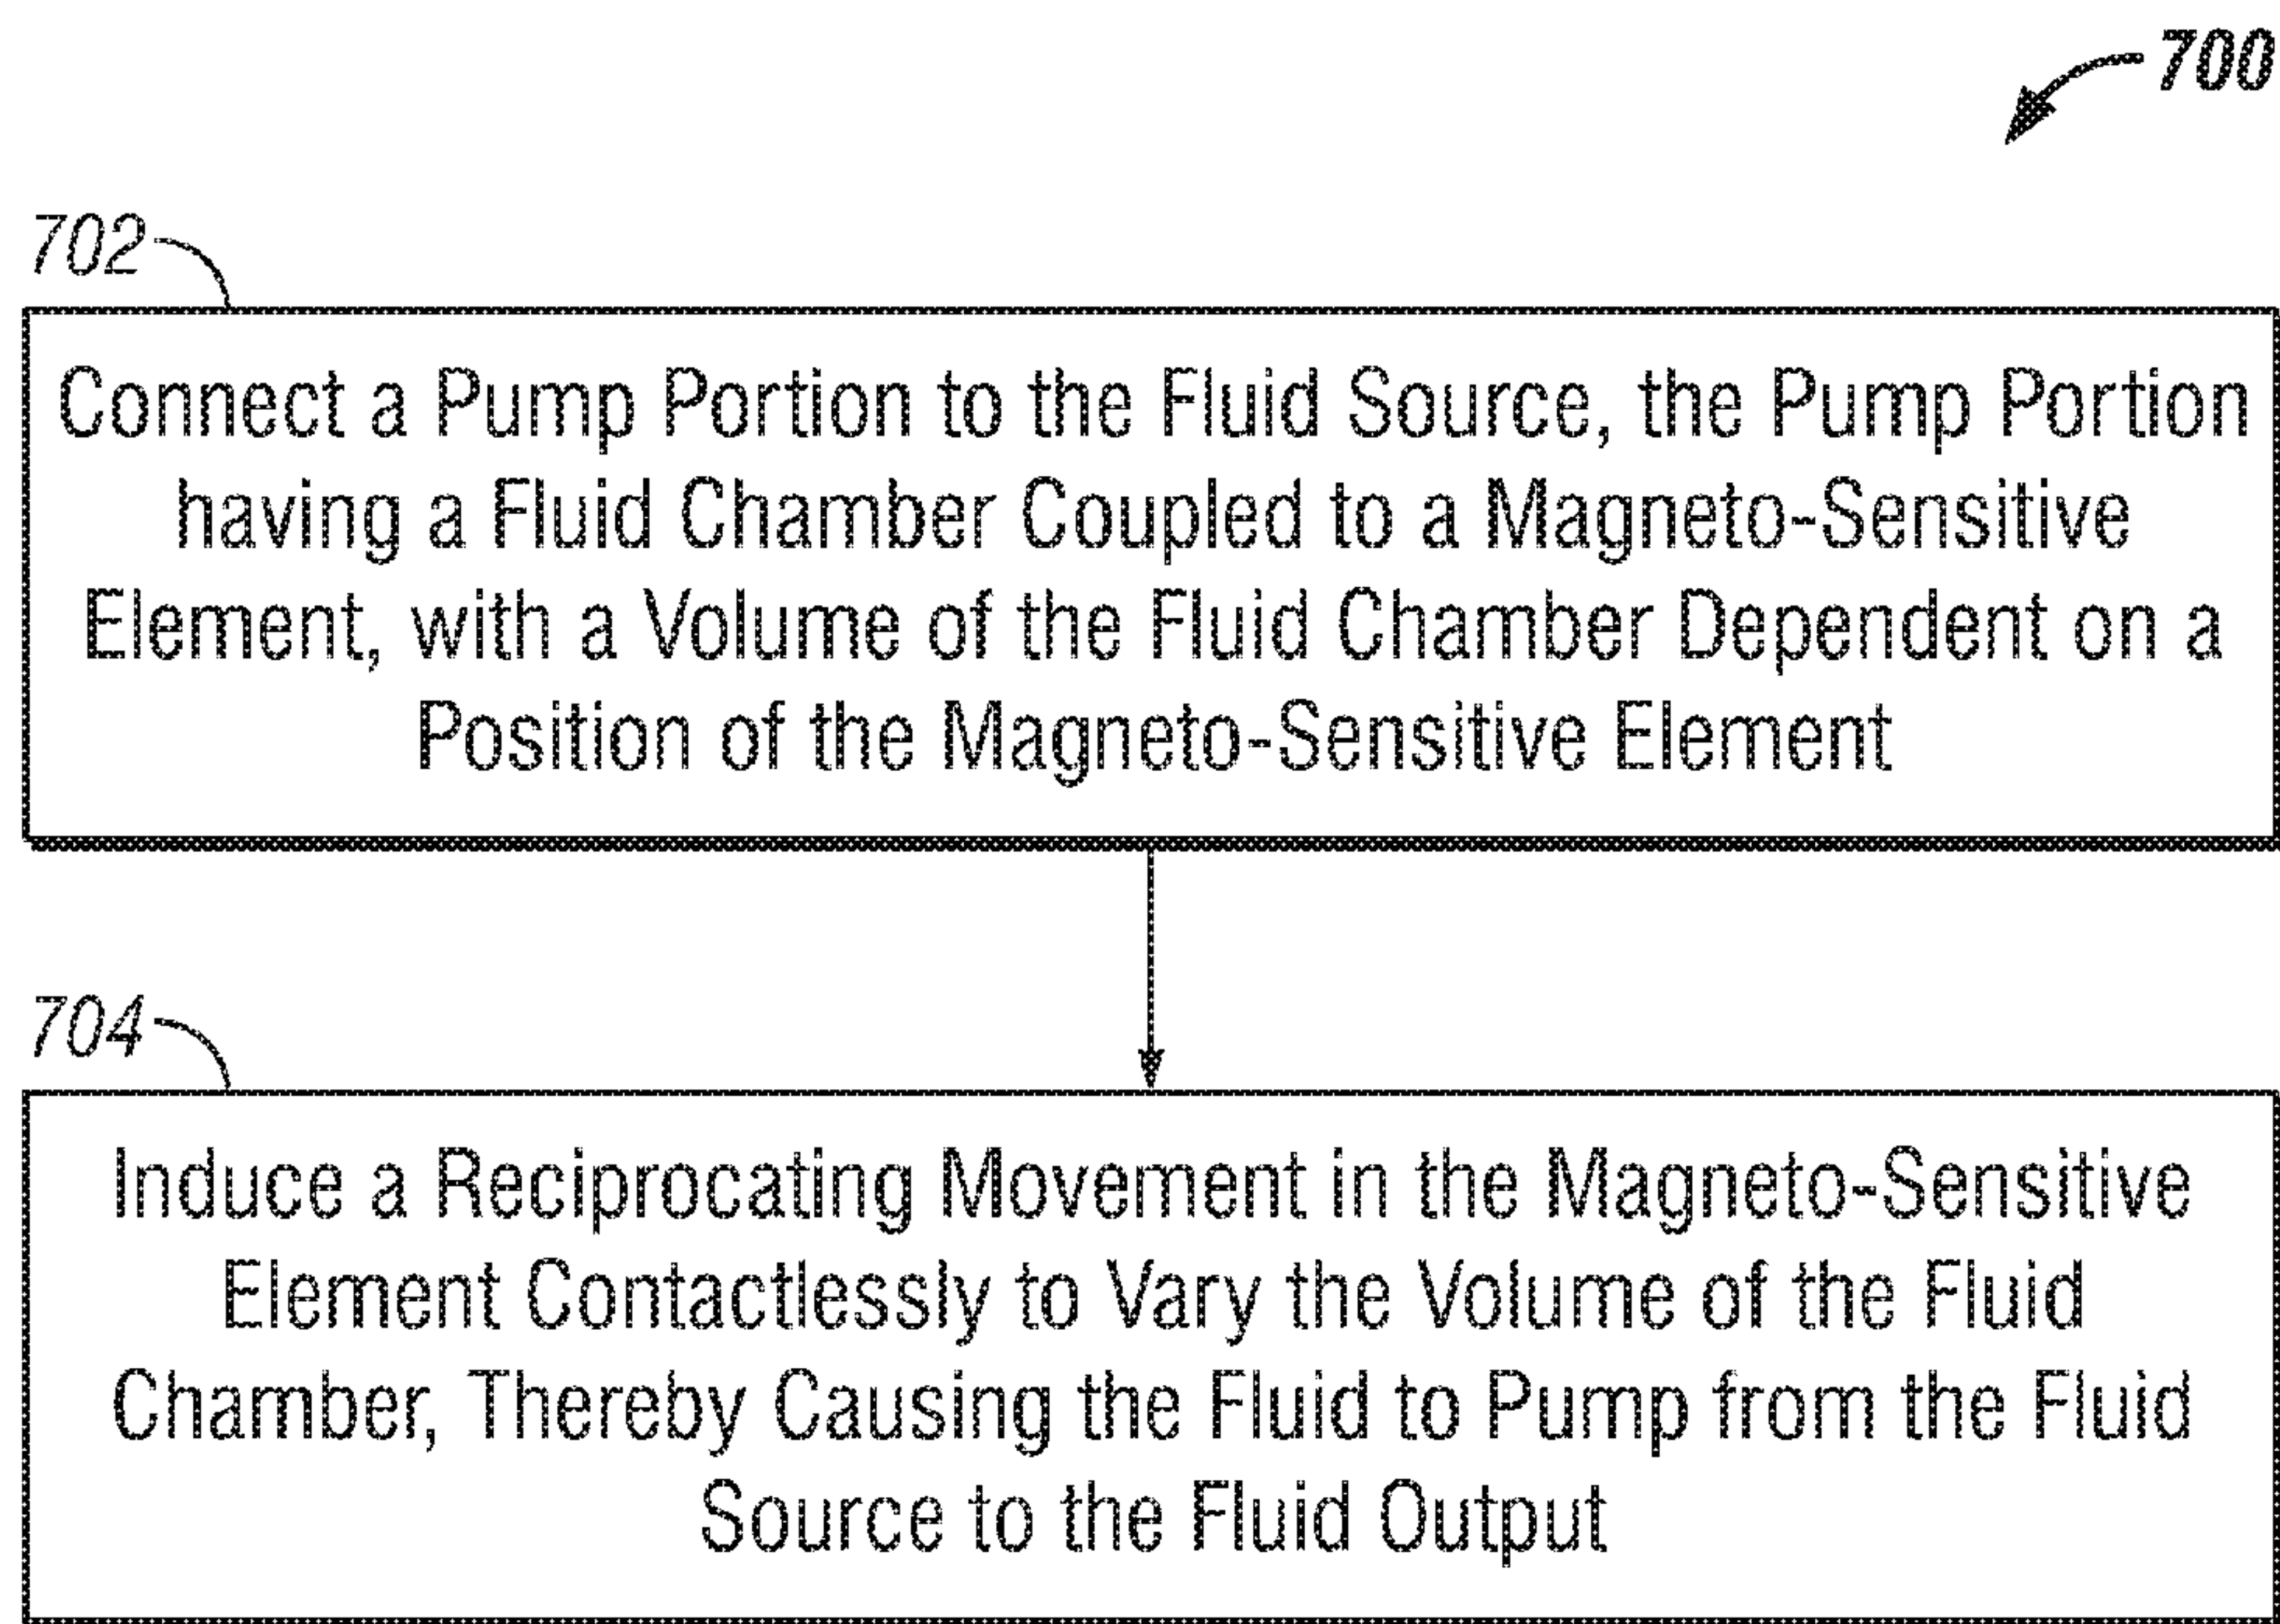 700
702
Connect a Pump Portion to the Fluid Source, the Pump Portion
having a Fluid Chamber Coupled to a Magneto-Sensitive
Element, with a Volume of the Fluid Chamber Dependent on a
Position of the Magneto-Sensitive Element
704
Induce a Reciprocating Movement in the Magneto-Sensitive
Element Contactlessly to Vary the Volume of the Fluid
Chamber, Thereby Causing the Fluid to Pump from the Fluid
Source to the Fluid Output